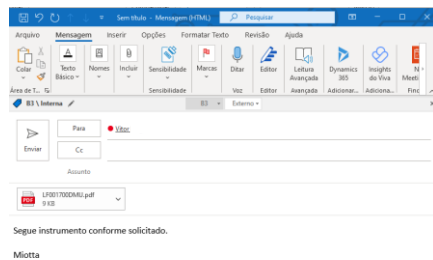 Sem título - Mensagem (HTML)
Pesquisar
Arquivo Mensagem Inserir Opções Formatar Texto Revisão Ajuda
Colar Texto Básico Nomes Incluir Sensibilidade Marcas Ditar Editor Leitura Avançada Dynamics 365 Insights do Viva
Área de T... Sensibilidade Voz Editor Avançada Adicionar... Adiciona...
B3 \ Interna B3 Externo
Enviar
Para Vitor
Cc
Assunto
PDF LF001700DMU.pdf
9 KB
Segue instrumento conforme solicitado.
Miotta